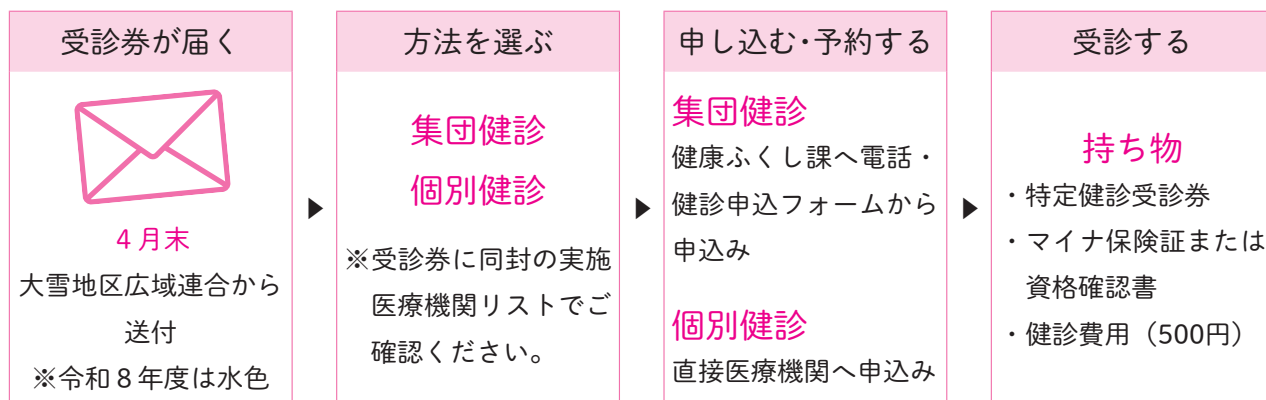 受診券が届く
4月末
大雪地区広域連合から
送付
※令和8年度は水色
方法を選ぶ
集団健診
個別健診
※受診券に同封の実施
医療機関リストでご
確認ください。
申し込む・予約する
集団健診
健康ふくし課へ電話・
健診申込フォームから
申込み
個別健診
直接医療機関へ申込み
受診する
持ち物
・特定健診受診券
・マイナ保険証または
資格確認書
・健診費用（500円）